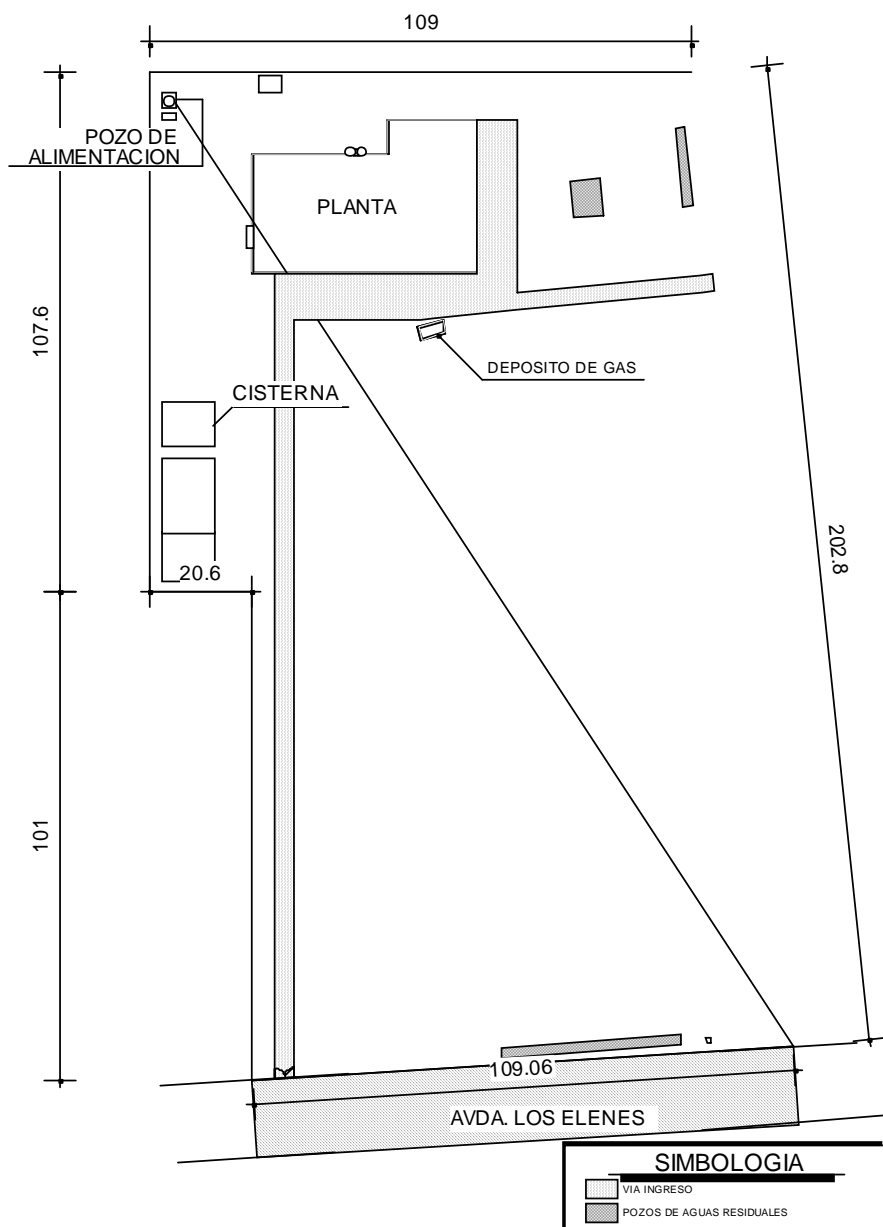 109
POZO DE
ALIMENTACION
PLANTA
107.6
DEPOSITO DE GAS
CISTERNA
202.8
20.6
101
109.06
AVDA. LOS ELENES
SIMBOLOGIA
VIA INGRESO
POZOS DE AGUAS RESIDUALES